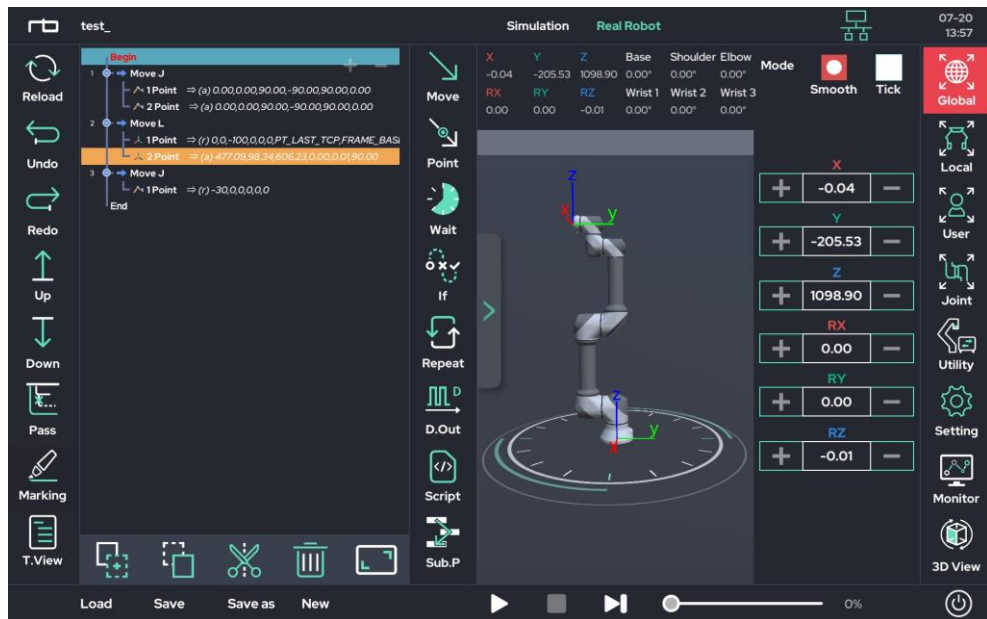 test_
Simulation Real Robot
07-20
13:57
Reload
Undo
Redo
Up
Down
Pass
Marking
T.View
Begin
1 Move J
1 Point ⇒ (a) 0.00,0.00,90.00,-90.00,90.00,0.00
2 Point ⇒ (a) 0.00,0.00,90.00,-90.00,90.00,0.00
2 Move L
1 Point ⇒ (r) 0,0,-100,0,0,0,PT_LAST_TCP,FRAME_BAS
2 Point ⇒ (a) 477.09,98.34,606.23,0.00,0.01,90.00
3 Move J
1 Point ⇒ (r) -30,0,0,0,0,0
End
Move
Point
Wait
If
Repeat
D
D.Out
Script
Sub.P
X Y Z Base Shoulder Elbow
-0.04 -205.53 1098.90 0.00° 0.00° 0.00°
RX RY RZ Wrist 1 Wrist 2 Wrist 3
0.00 0.00 -0.01 0.00° 0.00° 0.00°
Mode
Smooth Tick
z
x y
z
y
x
X
+ -0.04 −
Y
+ -205.53 −
Z
+ 1098.90 −
RX
+ 0.00 −
RY
+ 0.00 −
RZ
+ -0.01 −
Global
Local
User
Joint
Utility
Setting
Monitor
3D View
Load Save Save as New
0%